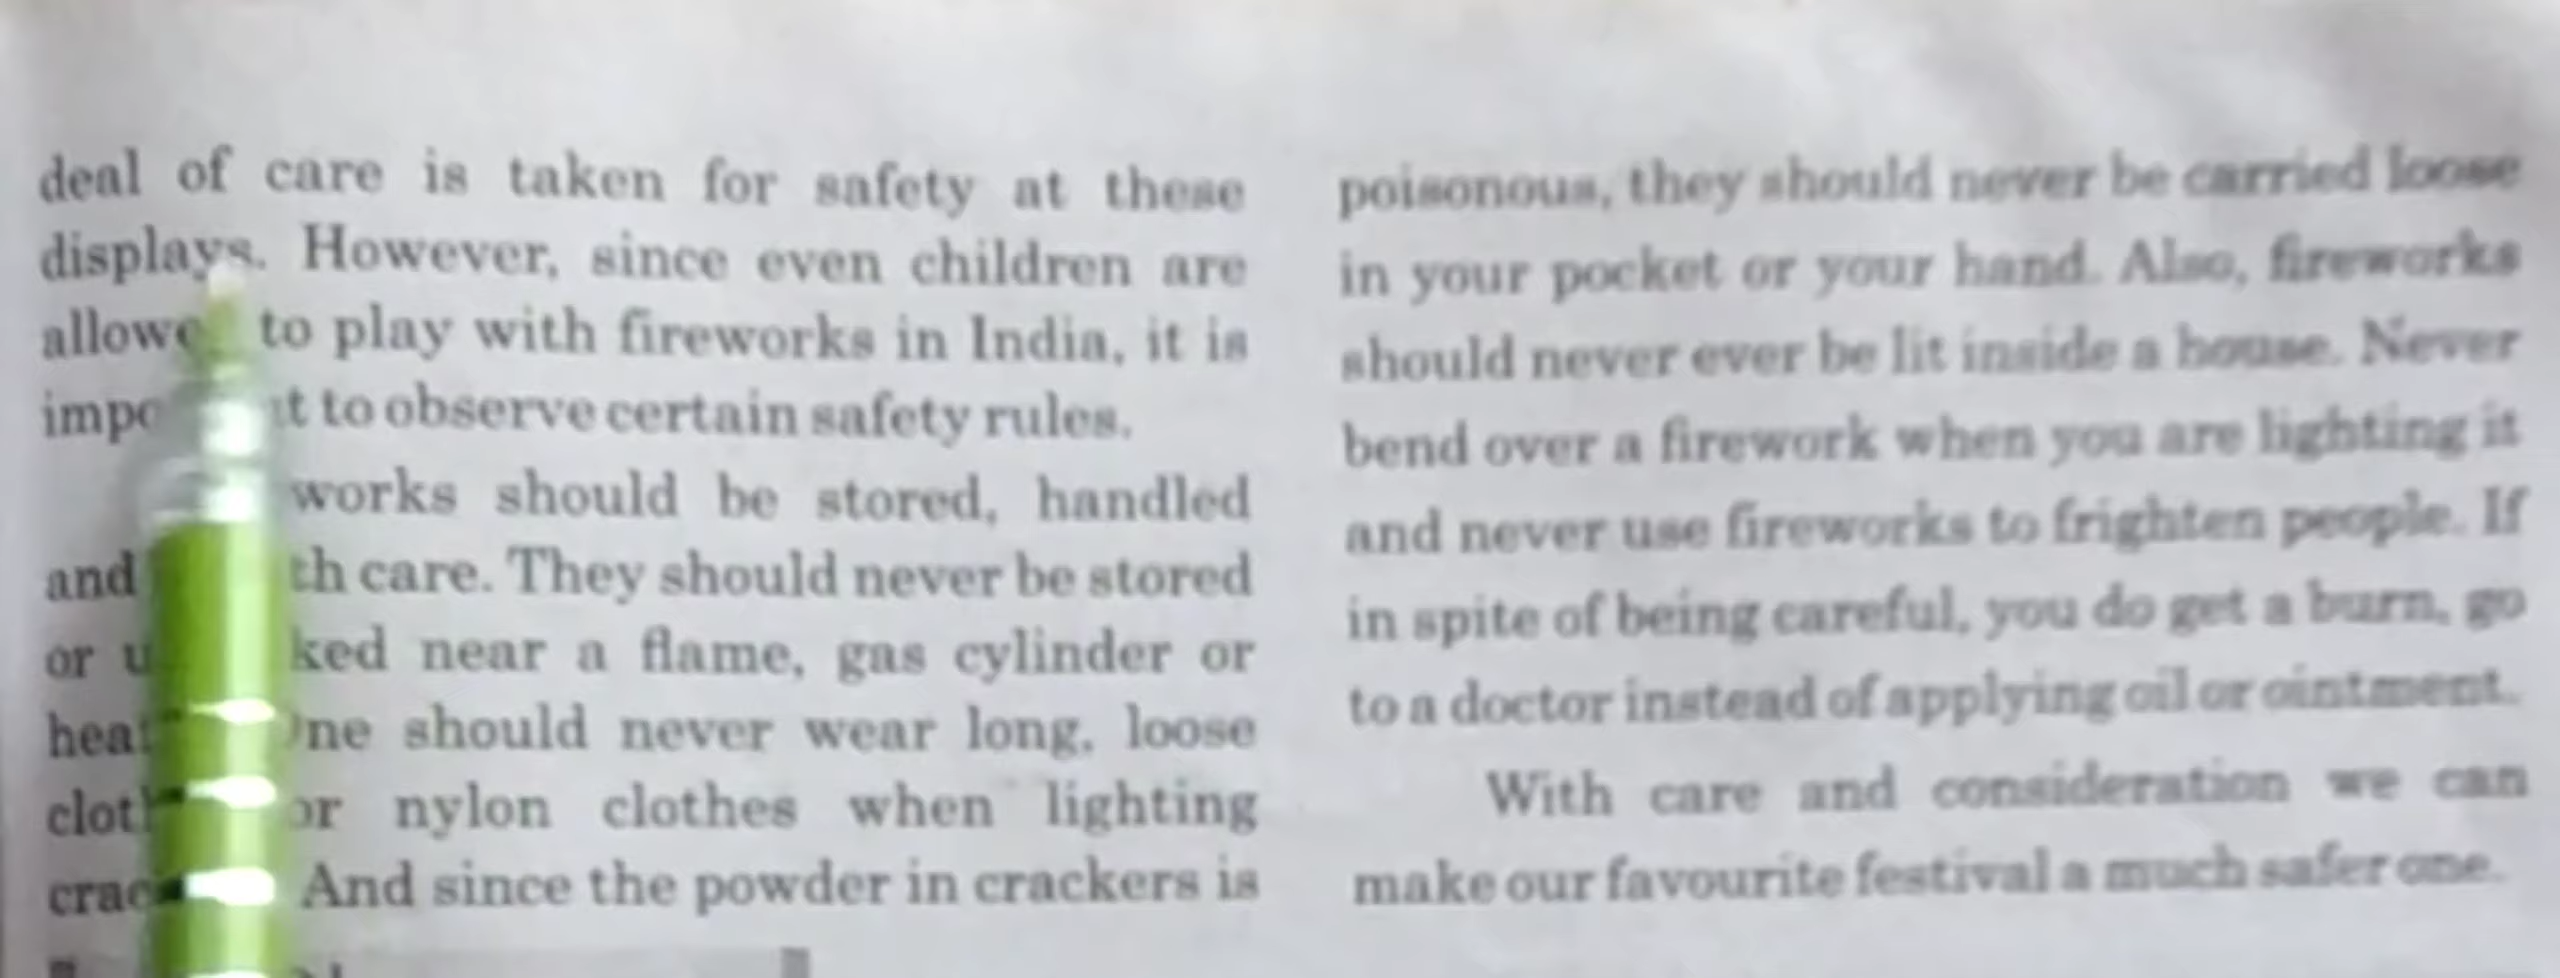 deal of care is taken for safety at these
displays. However, since even children are
allowed to play with fireworks in India, it is
to observe certain safety rules.
works should be stored, handled
and care. They should never be stored
or near a flame, gas cylinder or
One should never wear long, loose
or nylon clothes when lighting
And since the powder in crackers is
poisonous, they should never be carried loose
in your pocket or your hand. Also, fireworks
should never ever be lit inside a house. Never
bend over a firework when you are lighting it
and never use fireworks to frighten people. If
in spite of being careful, you do get a burn, go
to a doctor instead of applying oil or ointment.
With care and consideration we can
make our favourite festival a much safer one.